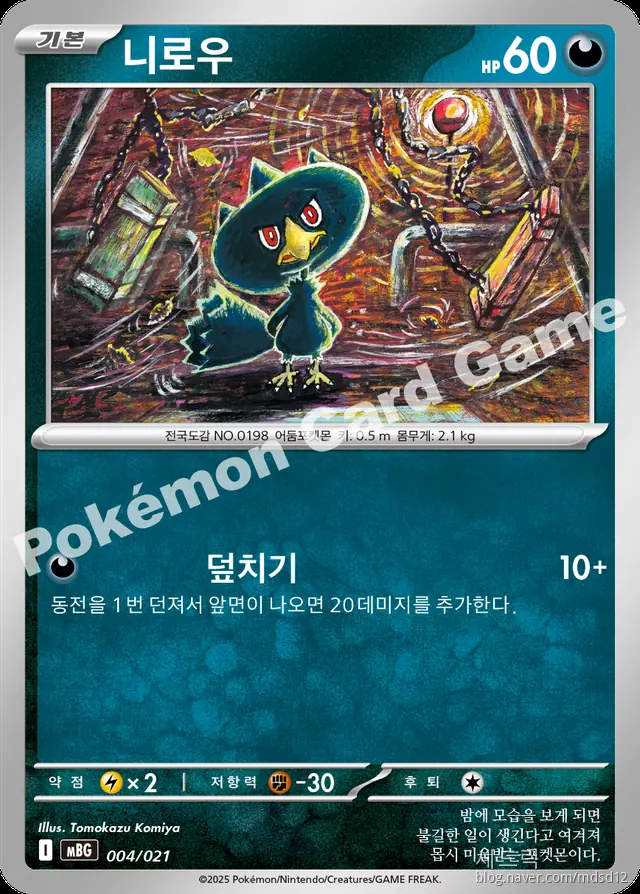 기본
니로우
HP 60
전국도감 NO.0198 어둠포켓몬 키: 0.5 m 몸무게: 2.1 kg
Pokémon Card Game
덮치기 10+
동전을 1번 던져서 앞면이 나오면 20데미지를 추가한다.
약점 ×2 저항력 -30 후퇴
Illus. Tomokazu Komiya
I MBG 004/021
밤에 모습을 보게 되면
불길한 일이 생긴다고 여겨져
몹시 미움받는 포켓몬이다.
blog.naver.com/mdsd12
©2025 Pokémon/Nintendo/Creatures/GAME FREAK.